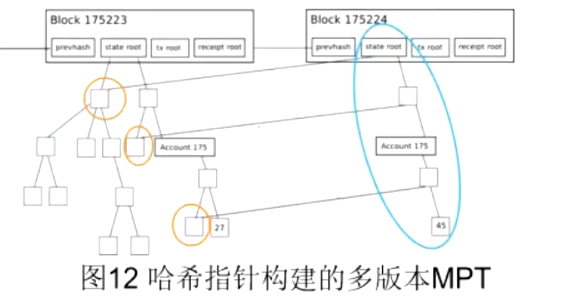 Block 175223
prevhash state root tx root receipt root
Block 175224
prevhash state root tx root receipt root
Account 175
Account 175
27
45
图12 哈希指针构建的多版本MPT